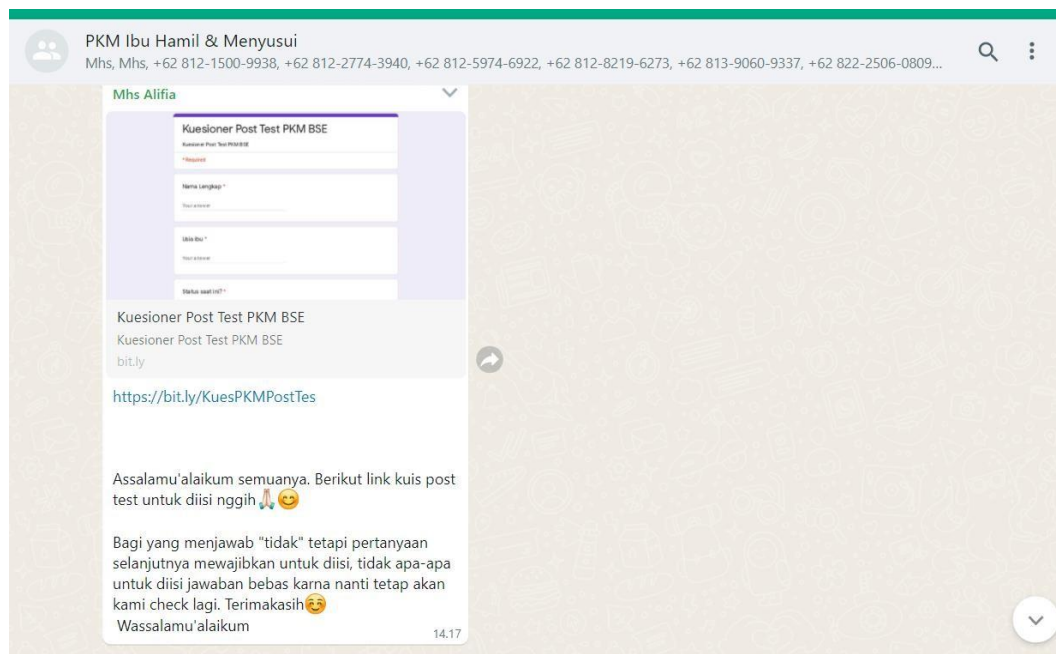 PKM Ibu Hamil & Menyusui
Mhs, Mhs, +62 812-1500-9938, +62 812-2774-3940, +62 812-5974-6922, +62 812-8219-6273, +62 813-9060-9337, +62 822-2506-0809...
Mhs Alifia
Kuesioner Post Test PKM BSE
Kuesioner Post Test PKM BSE
* Required
Nama Lengkap *
Your answer
Usia Ibu *
Your answer
Status saat ini? *
Kuesioner Post Test PKM BSE
Kuesioner Post Test PKM BSE
bit.ly
https://bit.ly/KuesPKMPostTes
Assalamu'alaikum semuanya. Berikut link kuis post
test untuk diisi nggih🙏🏻😊
Bagi yang menjawab "tidak" tetapi pertanyaan
selanjutnya mewajibkan untuk diisi, tidak apa-apa
untuk diisi jawaban bebas karna nanti tetap akan
kami check lagi. Terimakasih☺️
Wassalamu'alaikum
14.17